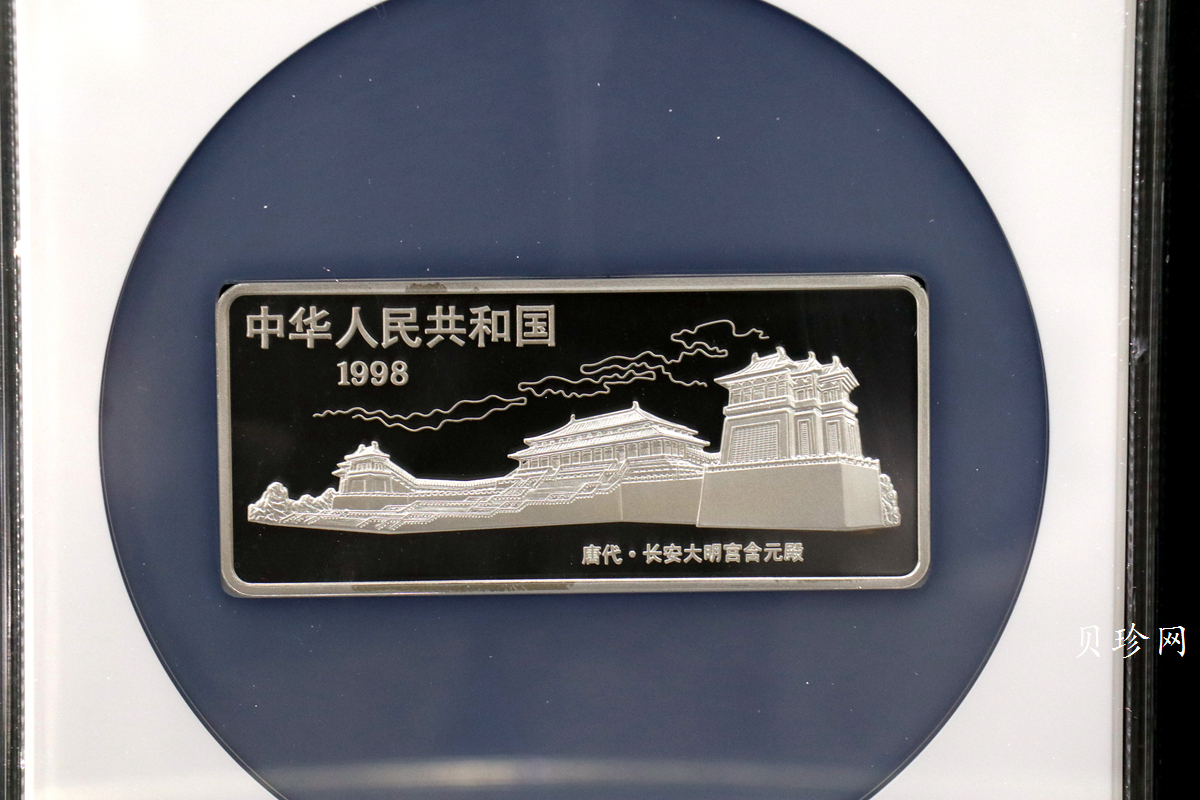 中华人民共和国
1998
唐代·长安大明宫含元殿
贝珍网